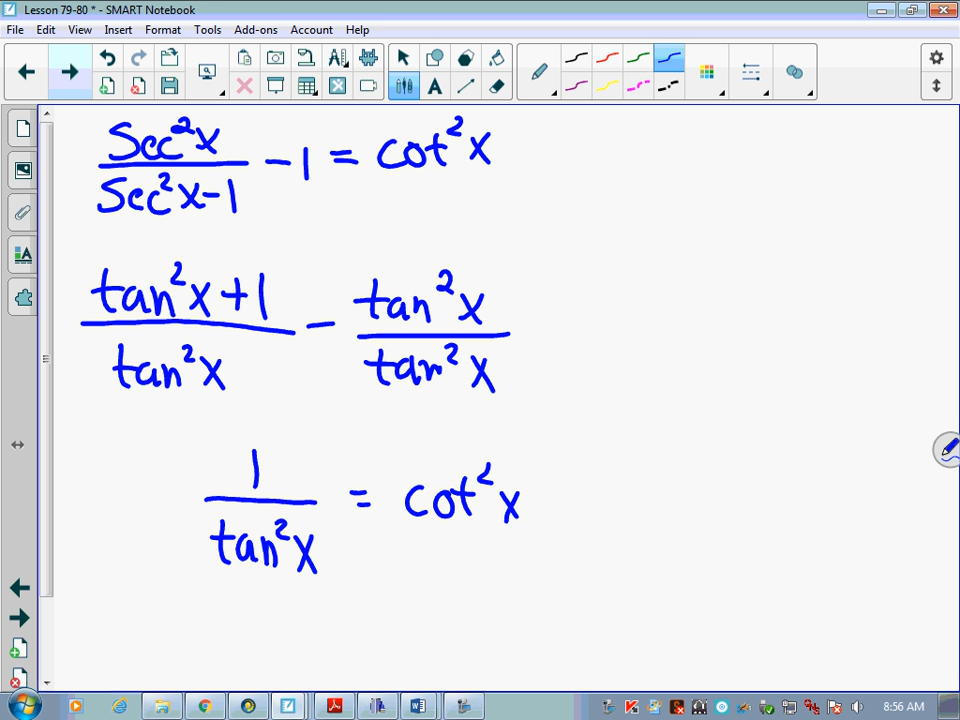 Lesson 79-80 * - SMART Notebook
File Edit View Insert Format Tools Add-ons Account Help
sec²x
─────── − 1 = cot²x
sec²x−1
tan²x+1   tan²x
─────── − ───────
tan²x   tan²x
1
─────── = cot²x
tan²x
8:56 AM